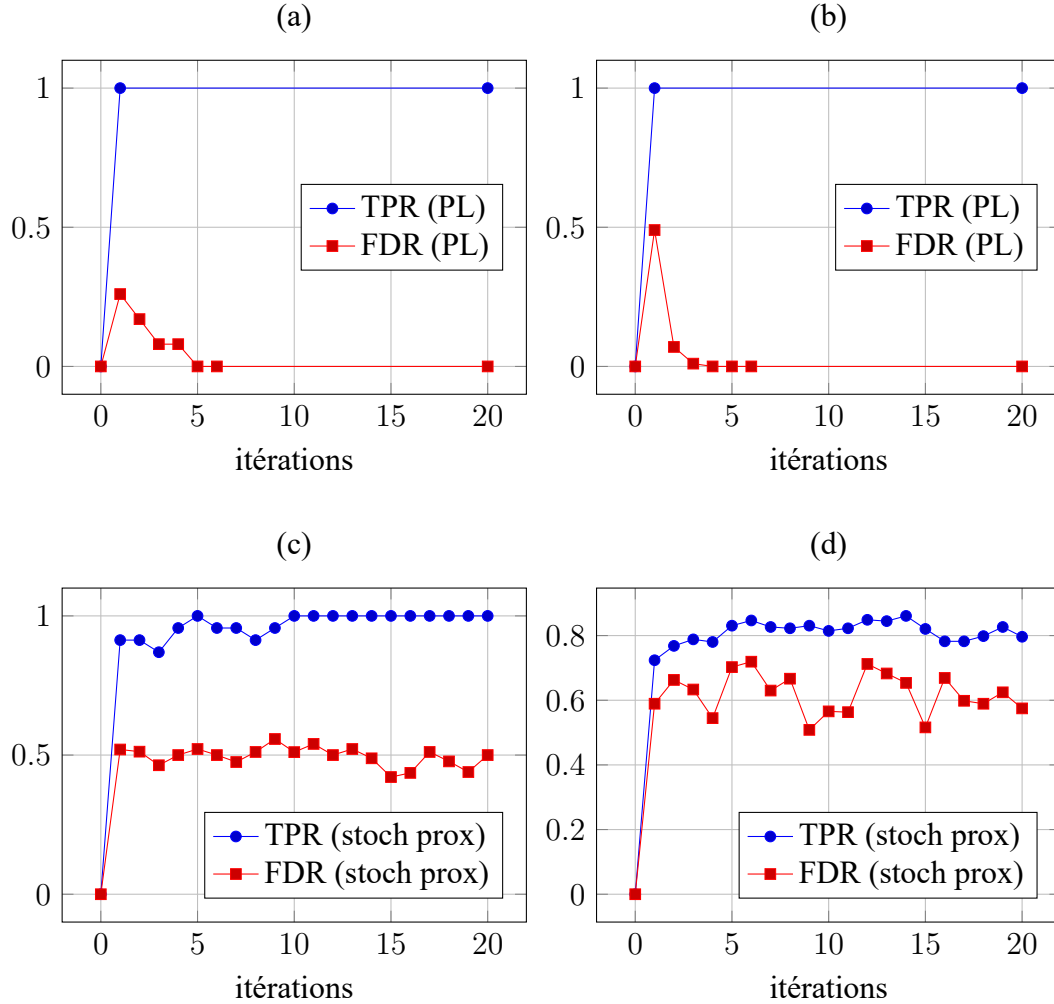 (a)
1
0.5
0
TPR (PL)
FDR (PL)
0 5 10 15 20
itérations
(b)
1
0.5
0
TPR (PL)
FDR (PL)
0 5 10 15 20
itérations
(c)
1
0.5
0
TPR (stoch prox)
FDR (stoch prox)
0 5 10 15 20
itérations
(d)
0.8
0.6
0.4
0.2
0
TPR (stoch prox)
FDR (stoch prox)
0 5 10 15 20
itérations